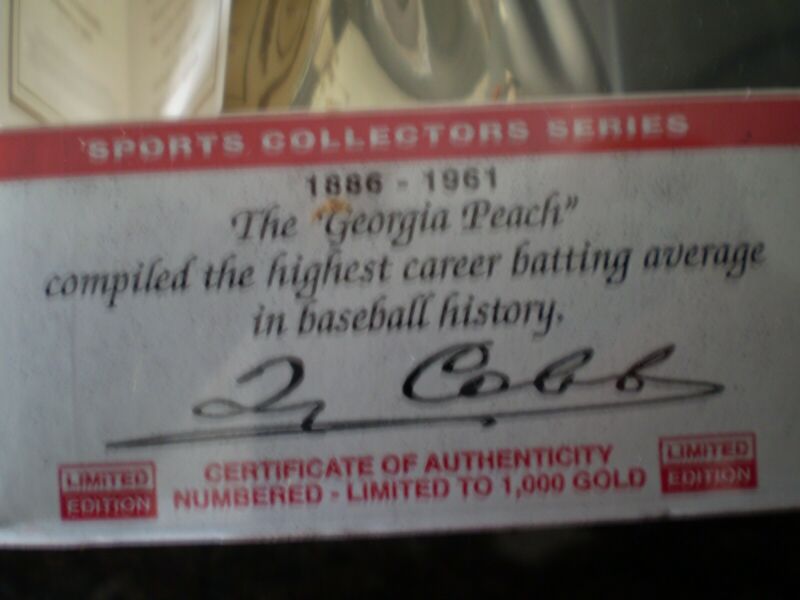 SPORTS COLLECTORS SERIES
1886 - 1961
The "Georgia Peach"
compiled the highest career batting average
in baseball history.
Ty Cobb
LIMITED EDITION
CERTIFICATE OF AUTHENTICITY
NUMBERED - LIMITED TO 1,000 GOLD
LIMITED EDITION